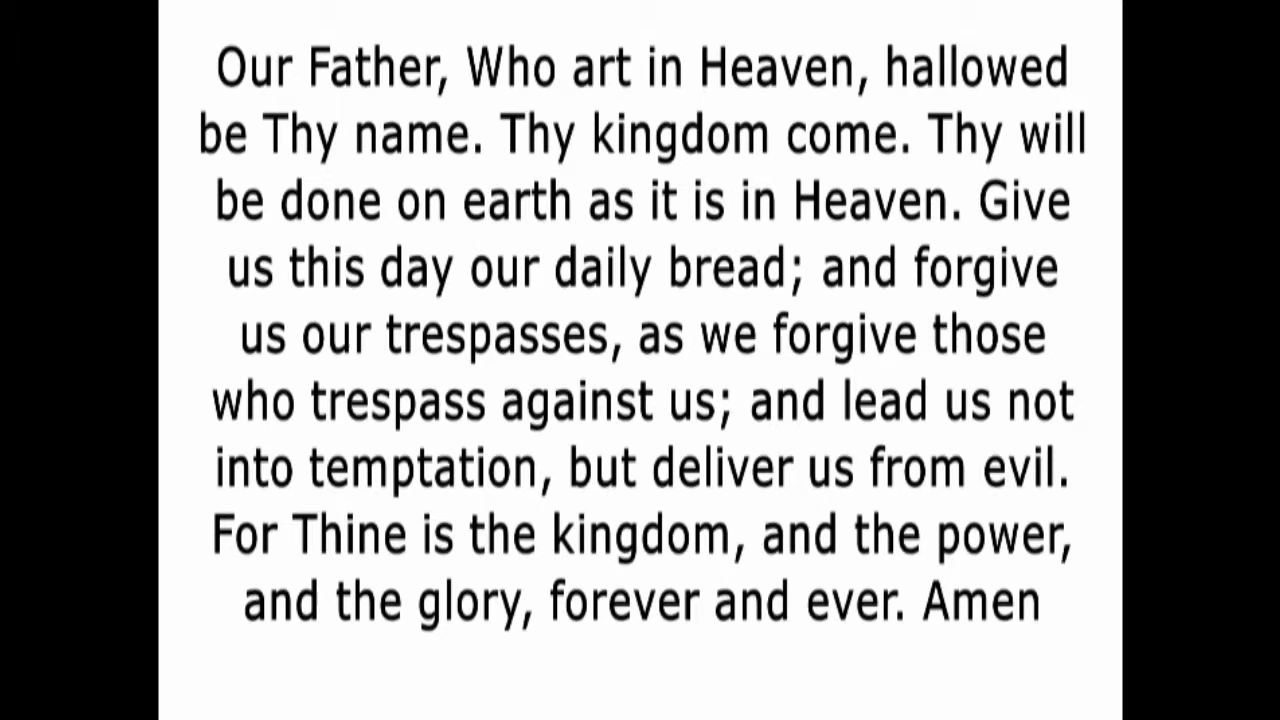 Our Father, Who art in Heaven, hallowed
be Thy name. Thy kingdom come. Thy will
be done on earth as it is in Heaven. Give
us this day our daily bread; and forgive
us our trespasses, as we forgive those
who trespass against us; and lead us not
into temptation, but deliver us from evil.
For Thine is the kingdom, and the power,
and the glory, forever and ever. Amen